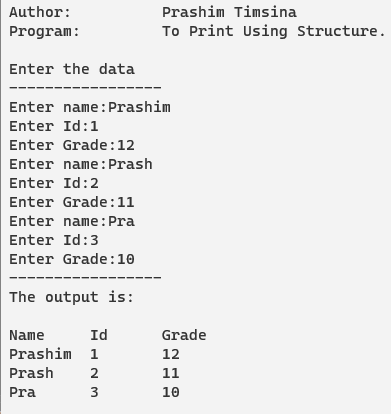 Author: Prashim Timsina
Program: To Print Using Structure.
Enter the data
-----------------
Enter name:Prashim
Enter Id:1
Enter Grade:12
Enter name:Prash
Enter Id:2
Enter Grade:11
Enter name:Pra
Enter Id:3
Enter Grade:10
-----------------
The output is:
Name Id Grade
Prashim 1 12
Prash 2 11
Pra 3 10